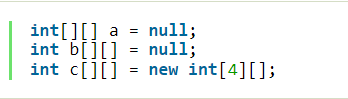 int[][] a = null;
int b[][] = null;
int c[][] = new int[4][];